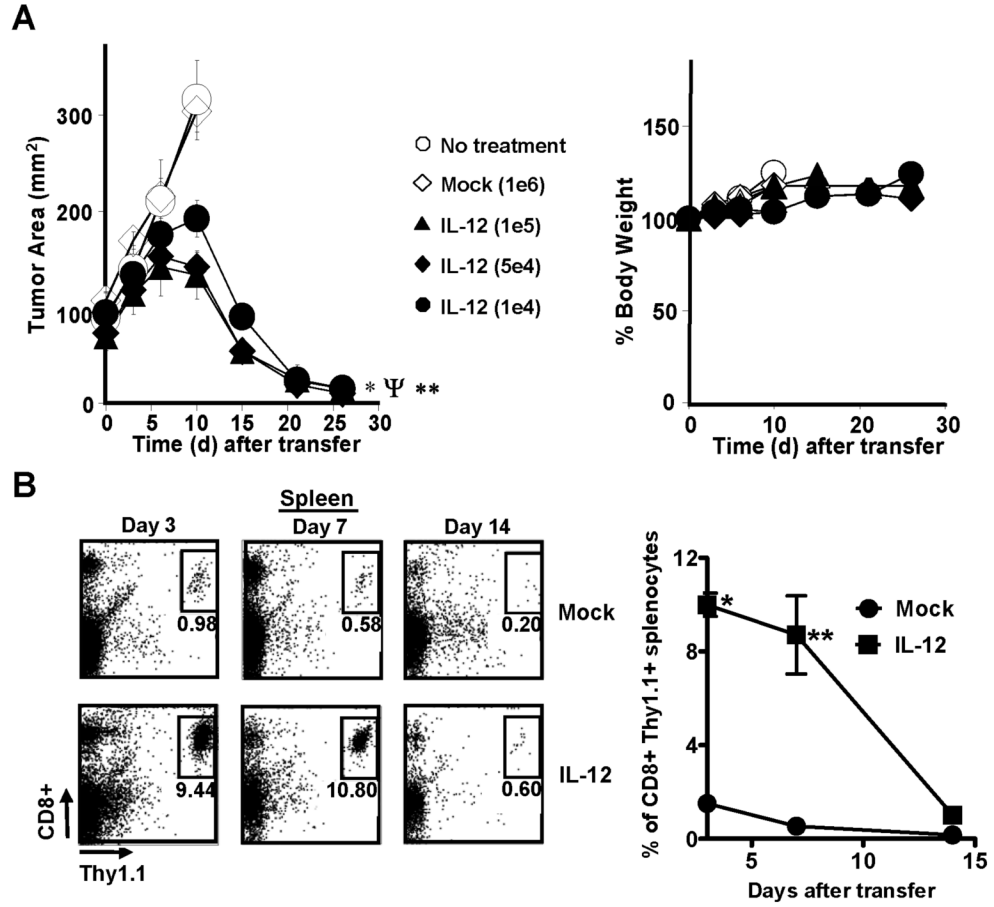 A
Tumor Area (mm²)
300
200
100
0
0 5 10 15 20 25 30
Time (d) after transfer
* Ψ **
No treatment
Mock (1e6)
IL-12 (1e5)
IL-12 (5e4)
IL-12 (1e4)
% Body Weight
150
100
50
0
0 10 20 30
Time (d) after transfer
B
Spleen
Day 3 Day 7 Day 14
0.98 0.58 0.20
Mock
9.44 10.80 0.60
IL-12
CD8+
Thy1.1
% of CD8+ Thy1.1+ splenocytes
12
8
4
0
5 10 15
Days after transfer
*
**
Mock
IL-12